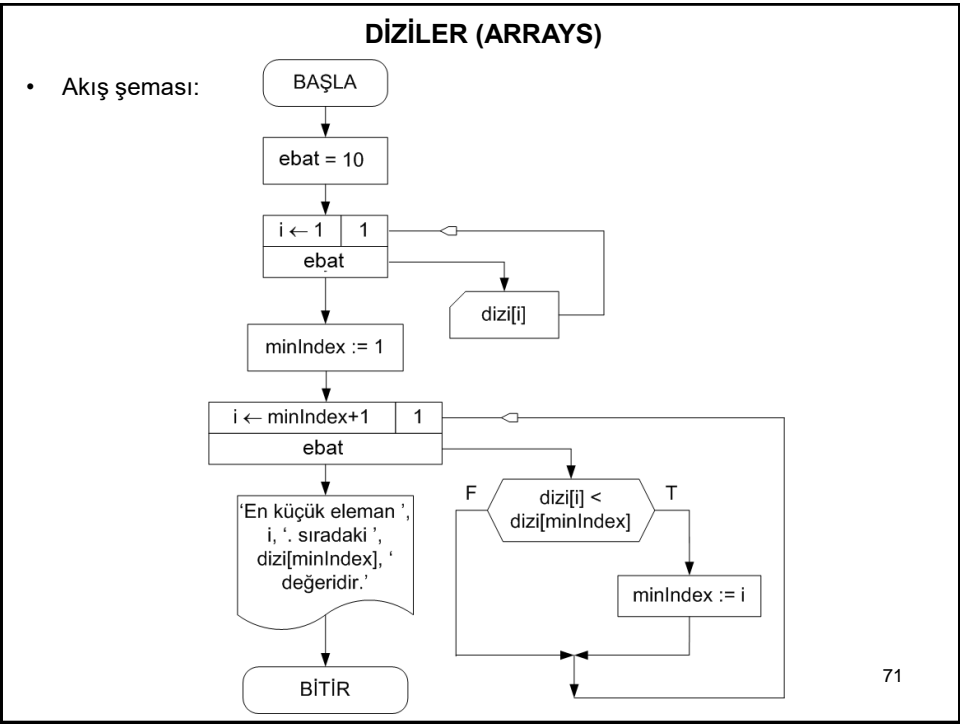 DİZİLER (ARRAYS)
• Akış şeması:
BAŞLA
ebat = 10
i ← 1 1
ebat
dizi[i]
minIndex := 1
i ← minIndex+1 1
ebat
F
dizi[i] <
dizi[minIndex]
T
'En küçük eleman ',
i, '. sıradaki ',
dizi[minIndex], '
değeridir.'
minIndex := i
BİTİR
71